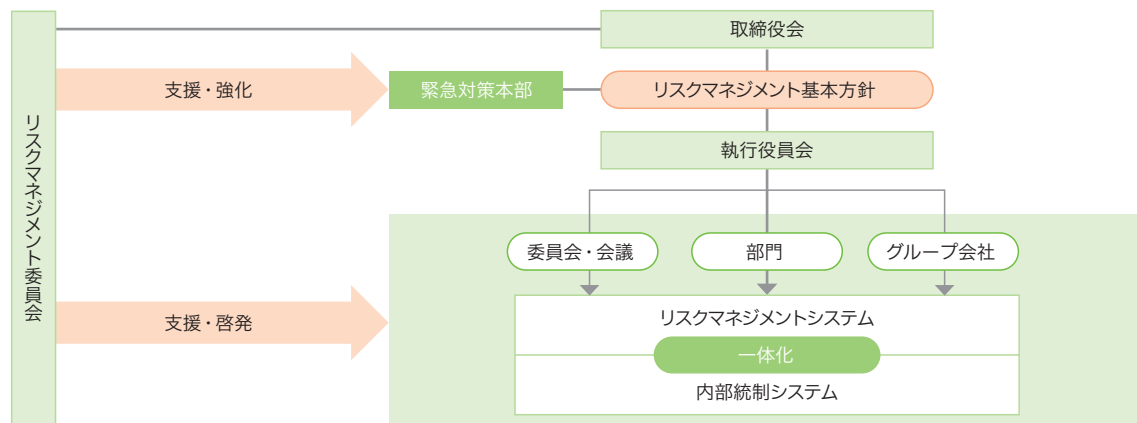 リスクマネジメント委員会
取締役会
支援・強化
緊急対策本部
リスクマネジメント基本方針
執行役員会
委員会・会議
部門
グループ会社
支援・啓発
リスクマネジメントシステム
一体化
内部統制システム